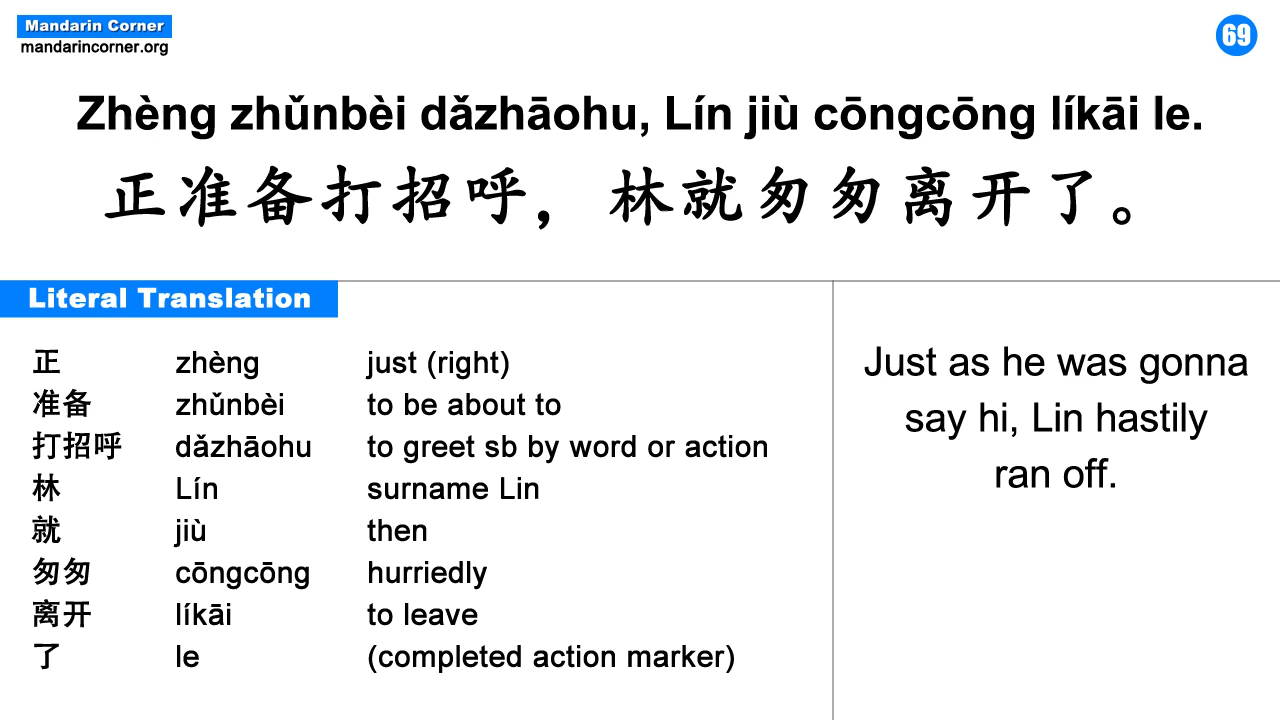 Mandarin Corner
mandarincorner.org
69
Zhèng zhǔnbèi dǎzhāohu, Lín jiù cōngcōng líkāi le.
正准备打招呼，林就匆匆离开了。
Literal Translation
正 zhèng just (right)
准备 zhǔnbèi to be about to
打招呼 dǎzhāohu to greet sb by word or action
林 Lín surname Lin
就 jiù then
匆匆 cōngcōng hurriedly
离开 líkāi to leave
了 le (completed action marker)
Just as he was gonna
say hi, Lin hastily
ran off.